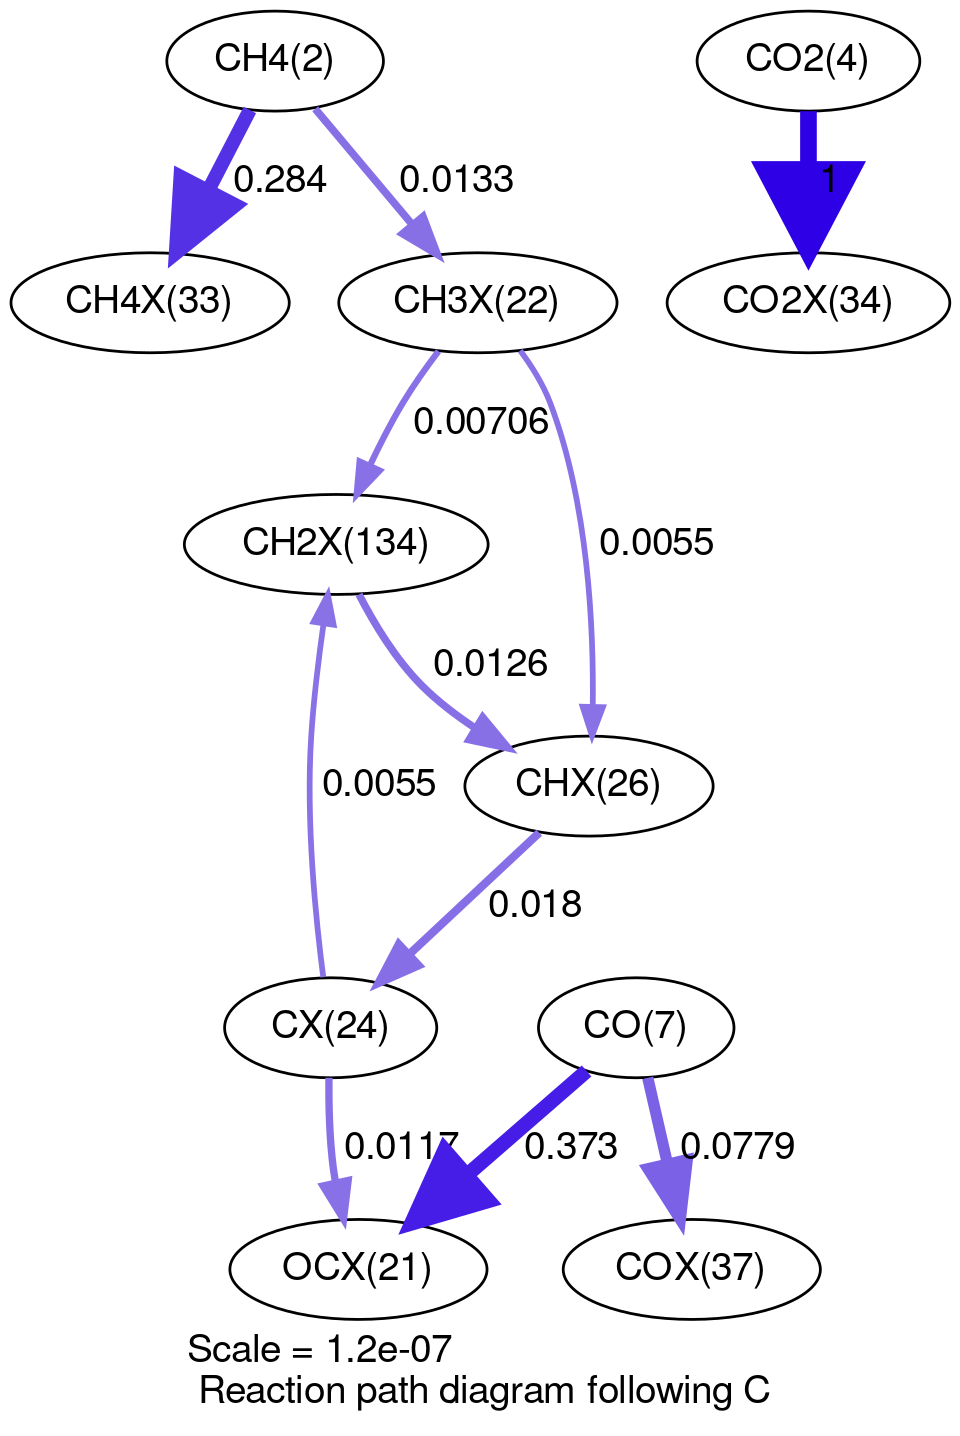 CH4(2)
CO2(4)
0.284
0.0133
1
CH4X(33)
CH3X(22)
CO2X(34)
0.00706
CH2X(134)
0.0055
0.0126
0.0055
CHX(26)
0.018
CX(24)
CO(7)
0.0117
0.373
0.0779
OCX(21)
COX(37)
Scale = 1.2e-07
Reaction path diagram following C